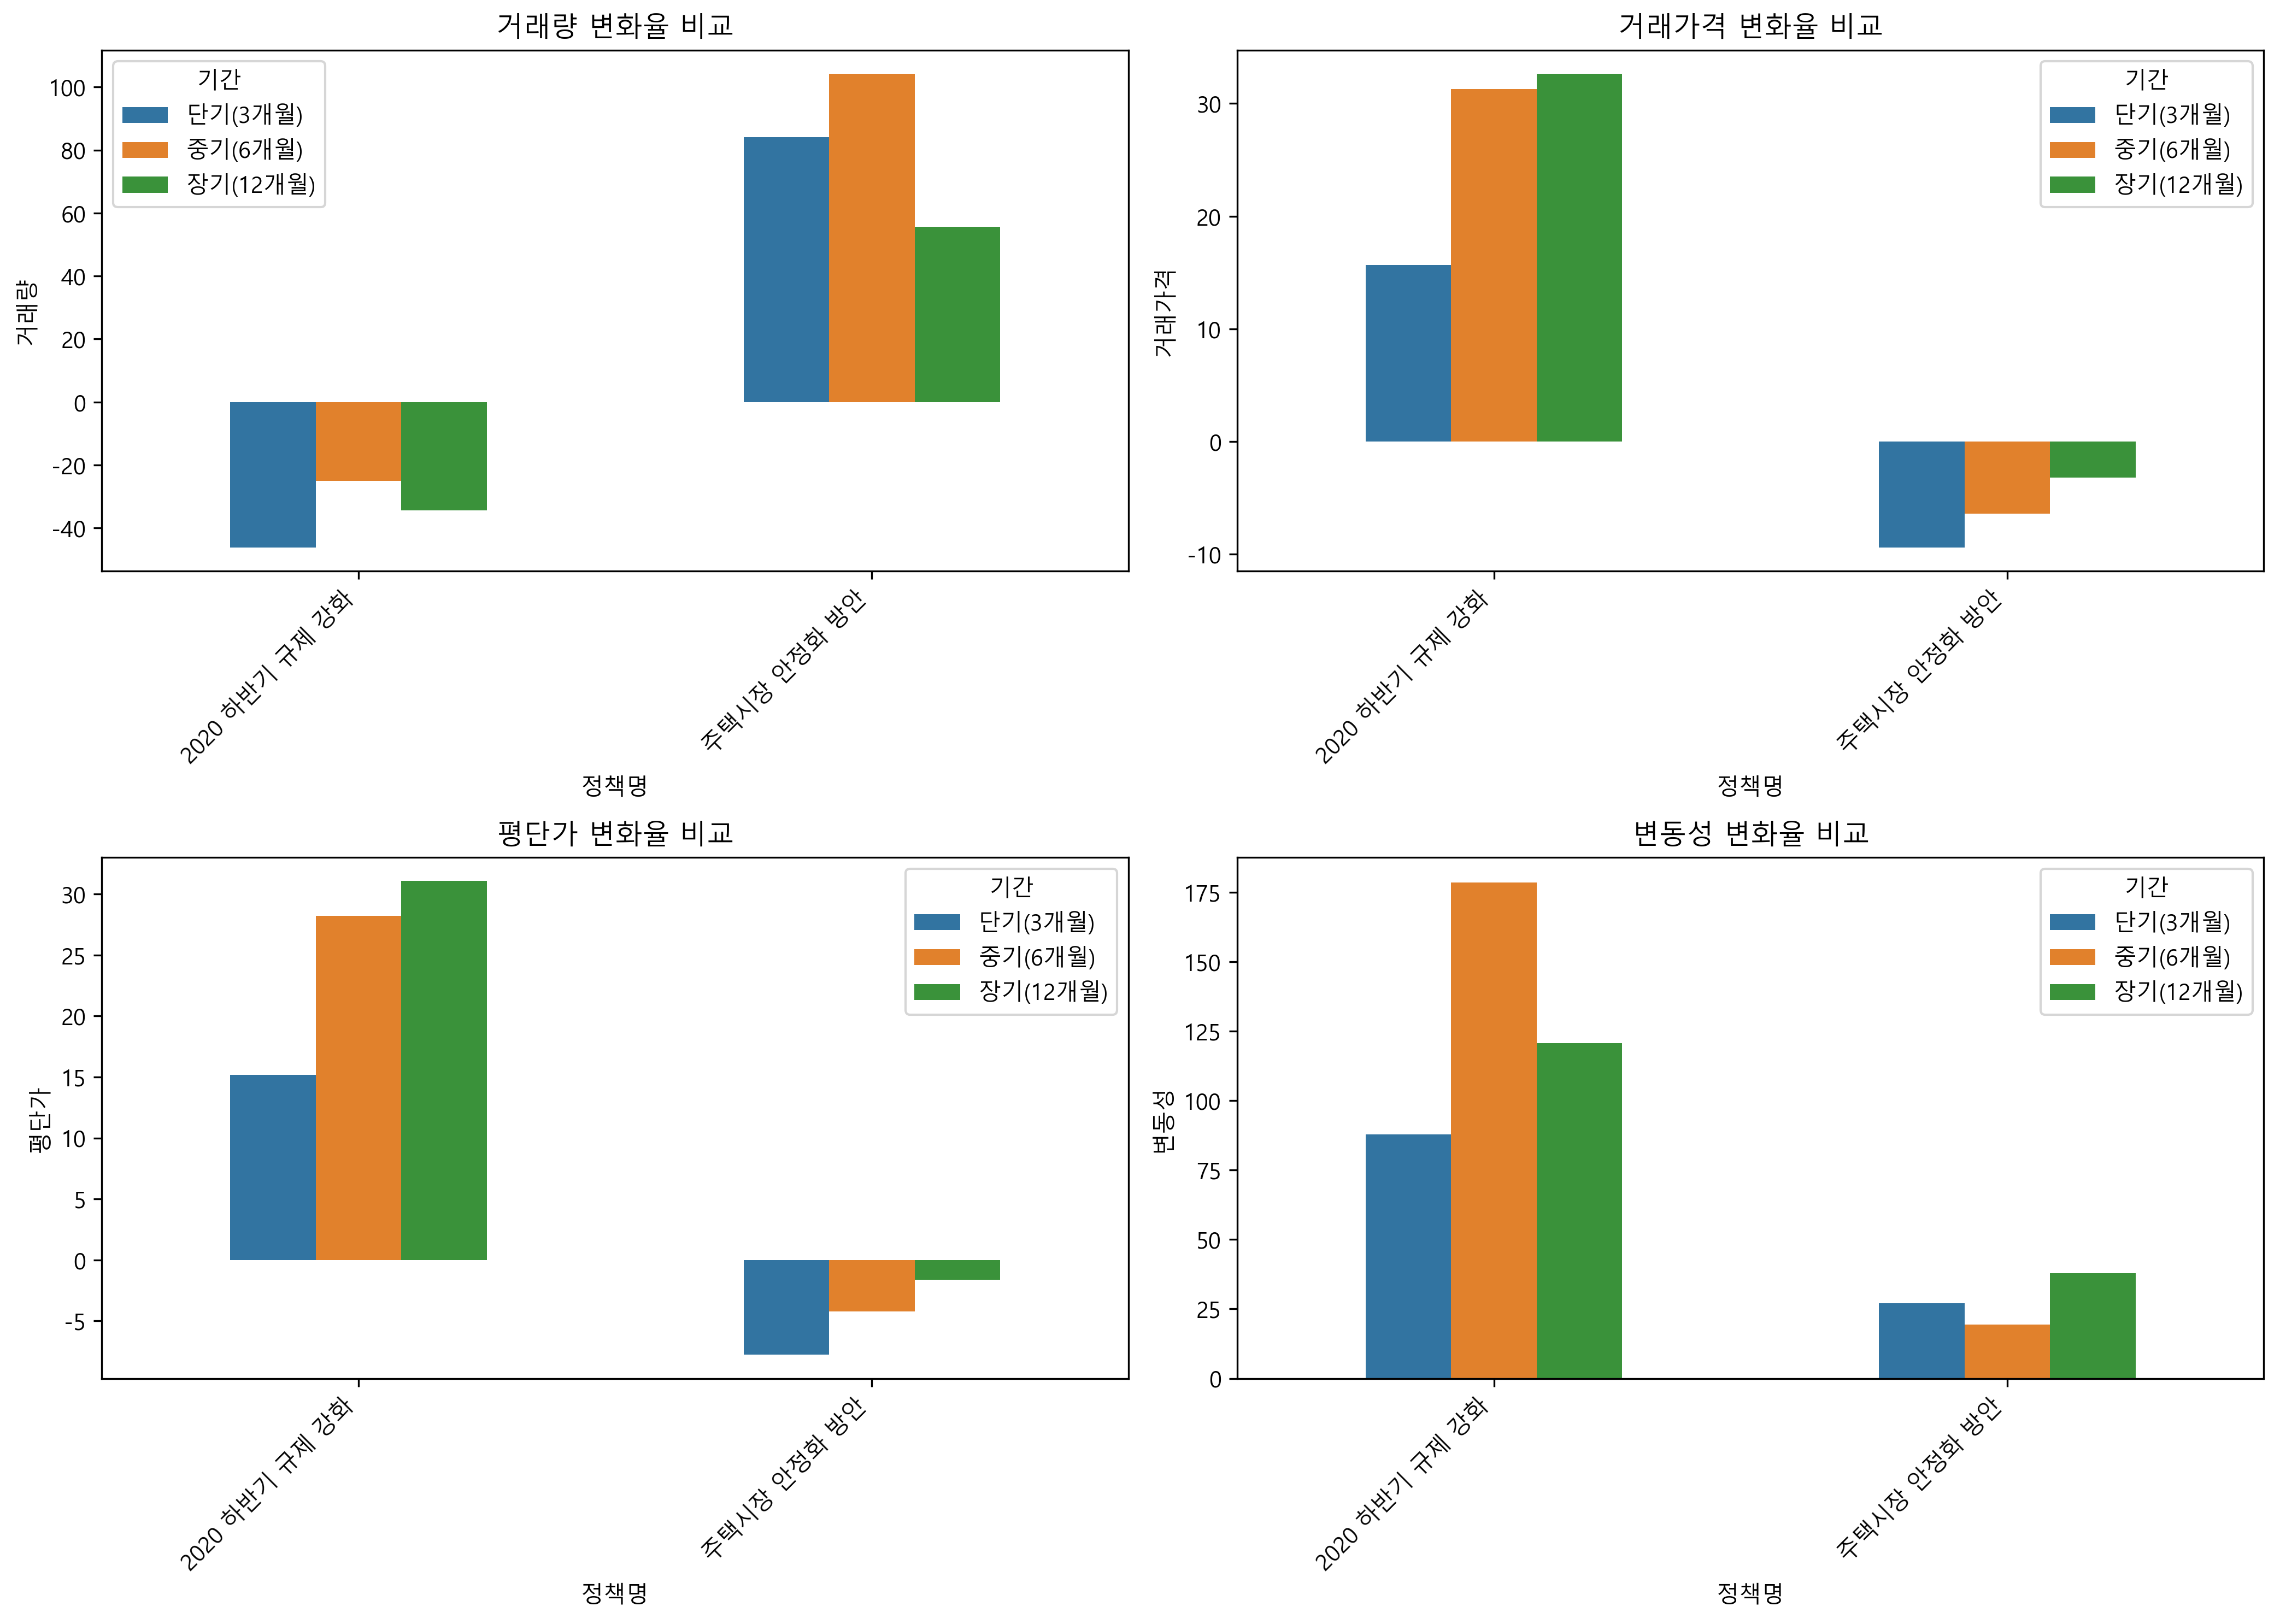 거래량 변화율 비교
기간
단기(3개월)
중기(6개월)
장기(12개월)
거래량
100
80
60
40
20
0
-20
-40
2020 하반기 규제 강화
주택시장 안정화 방안
정책명
거래가격 변화율 비교
기간
단기(3개월)
중기(6개월)
장기(12개월)
거래가격
30
20
10
0
-10
2020 하반기 규제 강화
주택시장 안정화 방안
정책명
평단가 변화율 비교
기간
단기(3개월)
중기(6개월)
장기(12개월)
평단가
30
25
20
15
10
5
0
-5
2020 하반기 규제 강화
주택시장 안정화 방안
정책명
변동성 변화율 비교
기간
단기(3개월)
중기(6개월)
장기(12개월)
변동성
175
150
125
100
75
50
25
0
2020 하반기 규제 강화
주택시장 안정화 방안
정책명